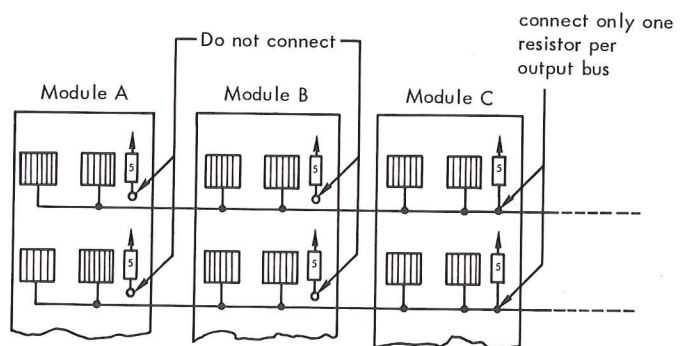 connect only one
resistor per
output bus
Do not connect
Module A
Module B
Module C
5
5
5
5
5
5